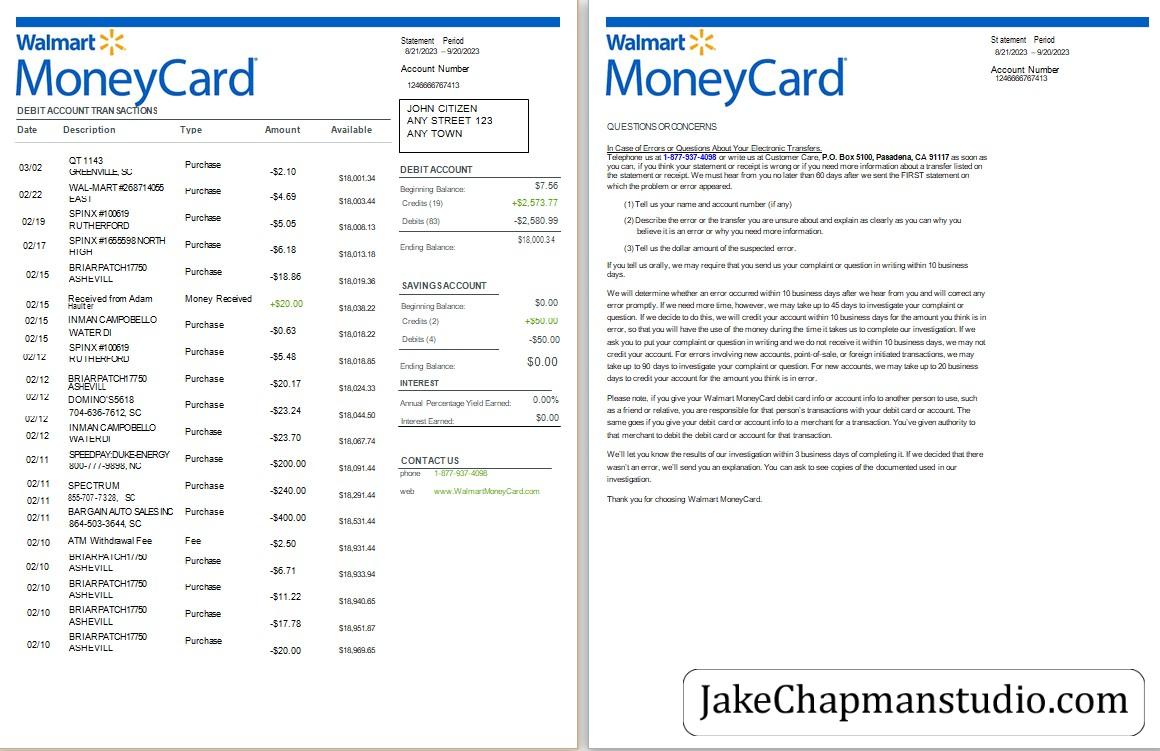 Walmart
MoneyCard
Statement Period
8/21/2023 – 9/20/2023
Account Number
1246666767413
JOHN CITIZEN
ANY STREET 123
ANY TOWN
DEBIT ACCOUNT TRANSACTIONS
Date Description Type Amount Available
03/02 QT 1143 GREENVILLE, SC Purchase -$2.10 $18,001.34
02/22 WAL-MART #268714055 EAST Purchase -$4.69 $18,003.44
02/19 SPINX #100619 RUTHERFORD Purchase -$5.05 $18,008.13
02/17 SPINX #1655598 NORTH HIGH Purchase -$6.18 $18,013.18
02/15 BRIARPATCH17750 ASHEVILL Purchase -$18.86 $18,019.36
02/15 Received from Adam Haulter Money Received +$20.00 $18,038.22
02/15 INMAN CAMPOBELLO Purchase -$0.63 $18,018.22
02/15 WATER DI
02/12 SPINX #100619 RUTHERFORD Purchase -$5.48 $18,018.85
02/12 BRIARPATCH17750 ASHEVILL Purchase -$20.17 $18,024.33
02/12 DOMINO'S5618 Purchase -$23.24 $18,044.50
704-636-7612, SC
02/12
02/12 INMAN CAMPOBELLO WATERDI Purchase -$23.70 $18,067.74
02/11 SPEEDPAY:DUKE-ENERGY 800-777-9898, NC Purchase -$200.00 $18,091.44
02/11 SPECTRUM Purchase -$240.00 $18,291.44
02/11 855-707-7328, SC
02/11 BARGAIN AUTO SALES INC 864-503-3644, SC Purchase -$400.00 $18,531.44
02/10 ATM Withdrawal Fee Fee -$2.50 $18,931.44
02/10 BRIARPATCH17750 ASHEVILL Purchase -$6.71 $18,933.94
02/10 BRIARPATCH17750 ASHEVILL Purchase -$11.22 $18,940.65
02/10 BRIARPATCH17750 ASHEVILL Purchase -$17.78 $18,951.87
02/10 BRIARPATCH17750 ASHEVILL Purchase -$20.00 $18,969.65
DEBIT ACCOUNT
Beginning Balance: $7.56
Credits (19) +$2,573.77
Debits (83) -$2,580.99
Ending Balance: $18,000.34
SAVINGS ACCOUNT
Beginning Balance: $0.00
Credits (2) +$50.00
Debits (4) -$50.00
Ending Balance: $0.00
INTEREST
Annual Percentage Yield Earned: 0.00%
Interest Earned: $0.00
CONTACT US
phone 1-877-937-4098
web www.WalmartMoneyCard.com
Walmart
MoneyCard
Statement Period
8/21/2023 – 9/20/2023
Account Number
1246666767413
QUESTIONS OR CONCERNS
In Case of Errors or Questions About Your Electronic Transfers.
Telephone us at 1-877-937-4098 or write us at Customer Care, P.O. Box 5100, Pasadena, CA 91117 as soon as
you can, if you think your statement or receipt is wrong or if you need more information about a transfer listed on
the statement or receipt. We must hear from you no later than 60 days after we sent the FIRST statement on
which the problem or error appeared.
(1) Tell us your name and account number (if any)
(2) Describe the error or the transfer you are unsure about and explain as clearly as you can why you
believe it is an error or why you need more information.
(3) Tell us the dollar amount of the suspected error.
If you tell us orally, we may require that you send us your complaint or question in writing within 10 business
days.
We will determine whether an error occurred within 10 business days after we hear from you and will correct any
error promptly. If we need more time, however, we may take up to 45 days to investigate your complaint or
question. If we decide to do this, we will credit your account within 10 business days for the amount you think is in
error, so that you will have the use of the money during the time it takes us to complete our investigation. If we
ask you to put your complaint or question in writing and we do not receive it within 10 business days, we may not
credit your account. For errors involving new accounts, point-of-sale, or foreign initiated transactions, we may
take up to 90 days to investigate your complaint or question. For new accounts, we may take up to 20 business
days to credit your account for the amount you think is in error.
Please note, if you give your Walmart MoneyCard debit card info or account info to another person to use, such
as a friend or relative, you are responsible for that person's transactions with your debit card or account. The
same goes if you give your debit card or account info to a merchant for a transaction. You've given authority to
that merchant to debit the debit card or account for that transaction.
We'll let you know the results of our investigation within 3 business days of completing it. If we decided that there
wasn't an error, we'll send you an explanation. You can ask to see copies of the documented used in our
investigation.
Thank you for choosing Walmart MoneyCard.
JakeChapmanstudio.com